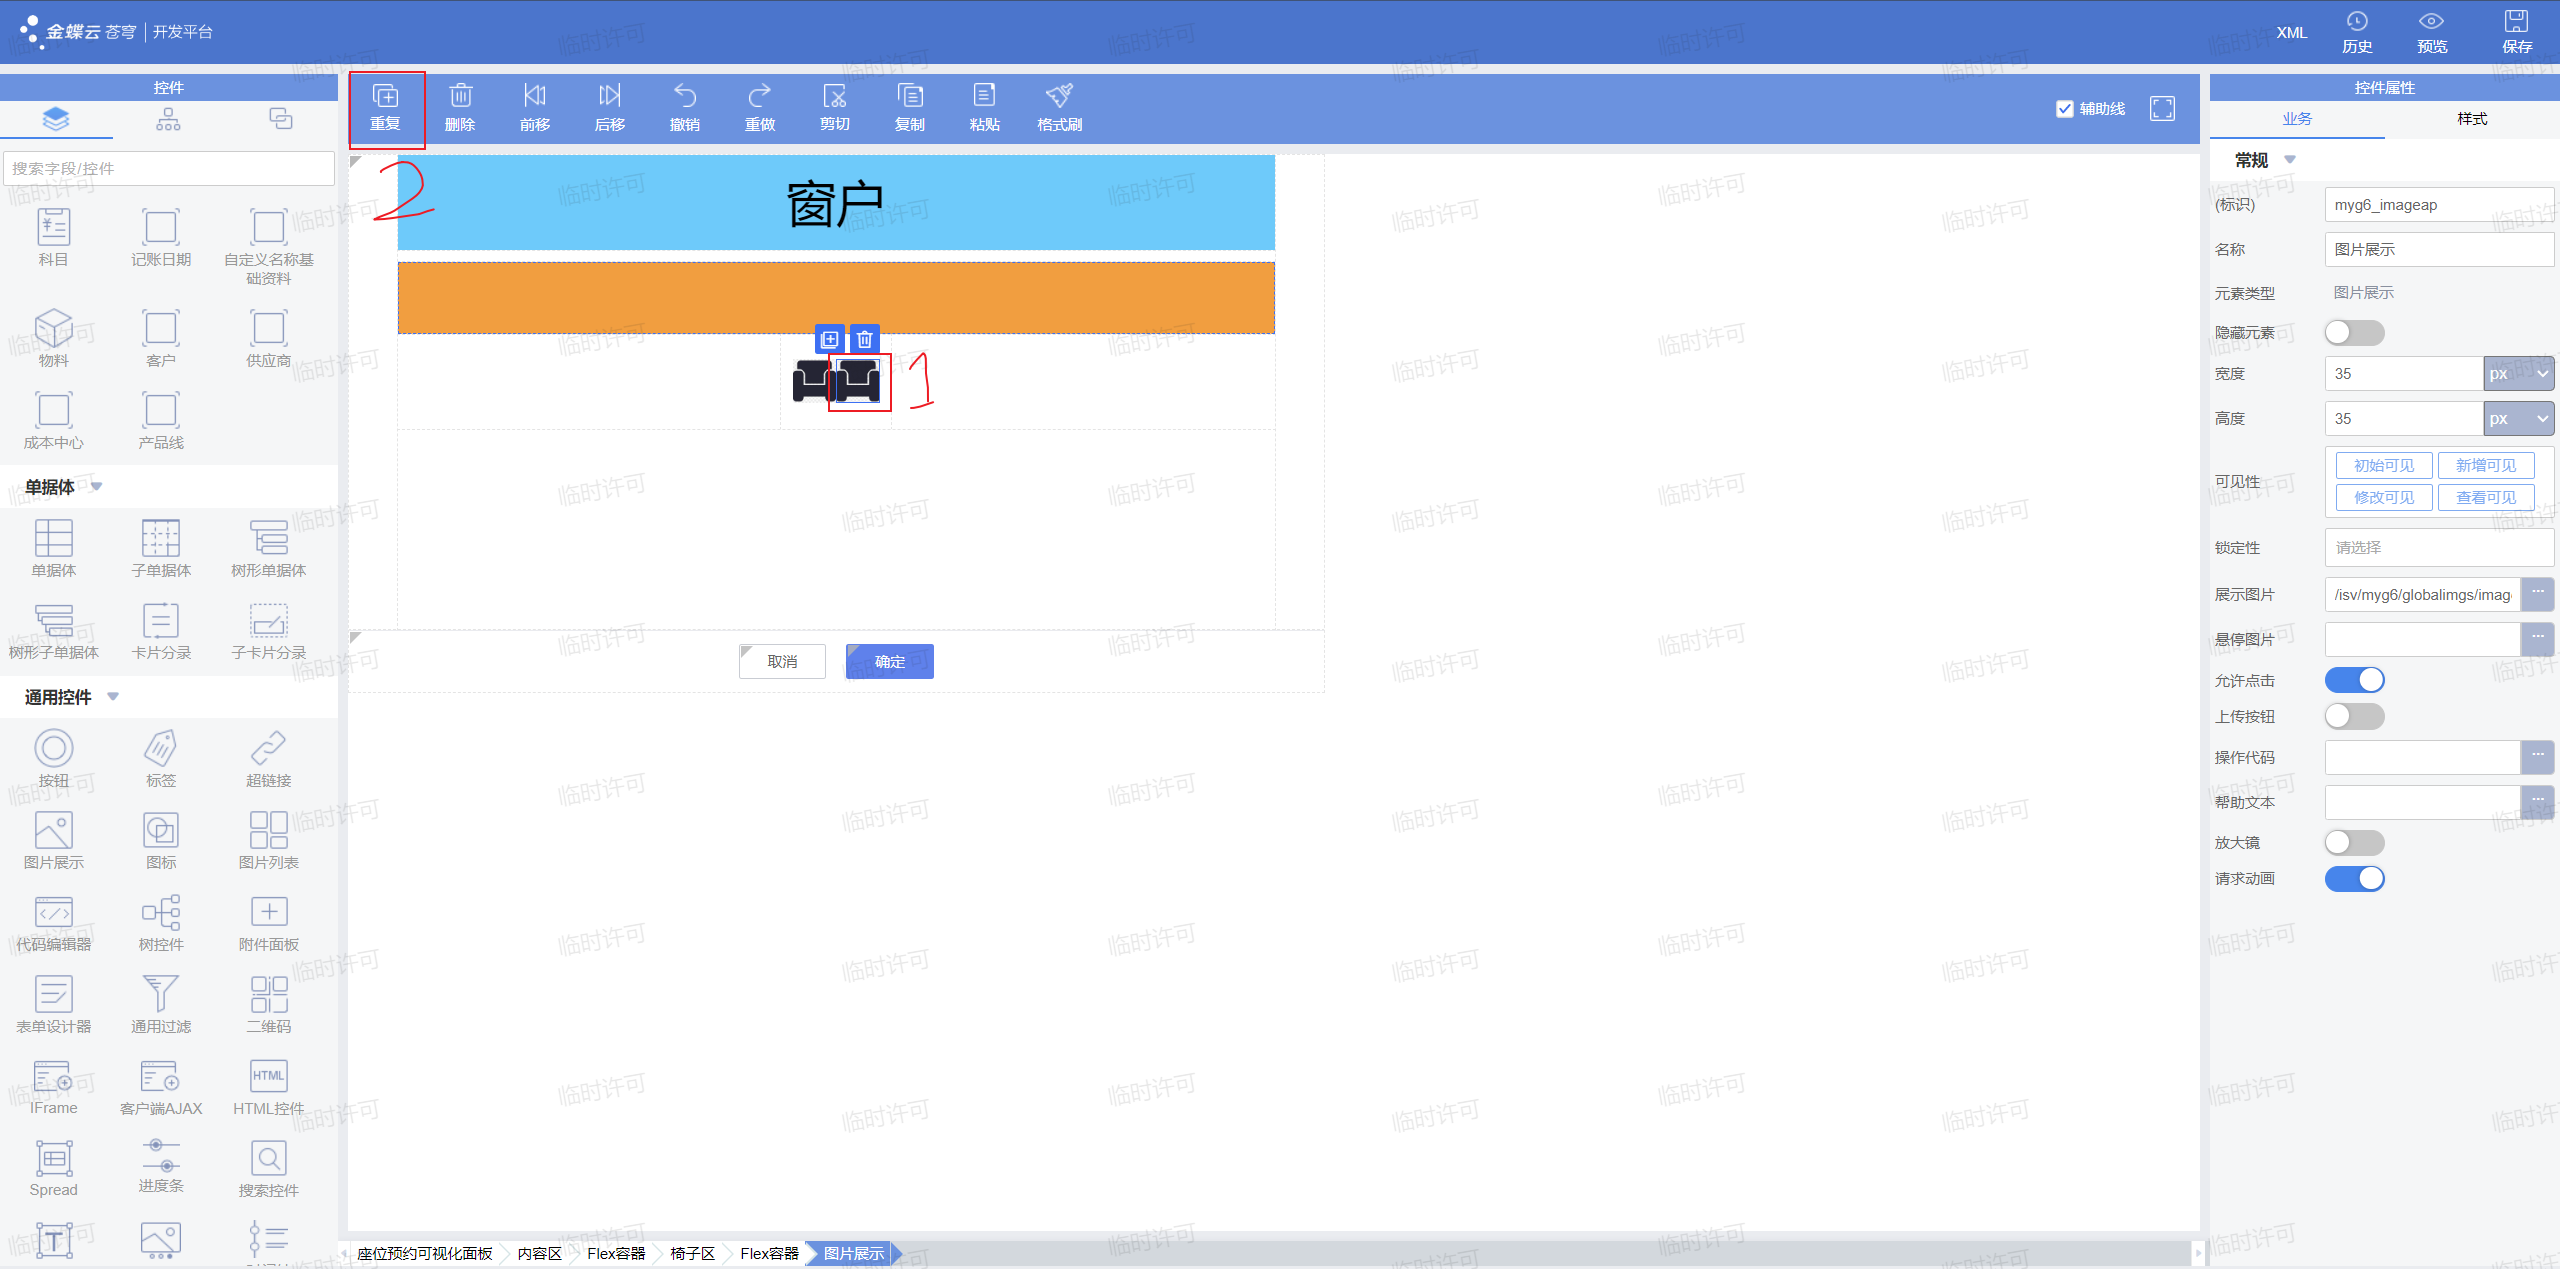 金蝶云 苍穹 | 开发平台
XML
历史
预览
保存
控件
搜索字段/控件
科目
记账日期
自定义名称基
础资料
物料
客户
供应商
成本中心
产品线
单据体
单据体
子单据体
树形单据体
树形子单据体
卡片分录
子卡片分录
通用控件
按钮
标签
超链接
图片展示
图标
图片列表
代码编辑器
树控件
附件面板
表单设计器
通用过滤
二维码
IFrame
客户端AJAX
HTML
HTML控件
Spread
进度条
搜索控件
重复
删除
前移
后移
撤销
重做
剪切
复制
粘贴
格式刷
辅助线
2
窗户
1
取消
确定
座位预约可视化面板
内容区
Flex容器
椅子区
Flex容器
图片展示
控件属性
业务
样式
常规
(标识)
myg6_imageap
名称
图片展示
元素类型
图片展示
隐藏元素
宽度
35
px
高度
35
px
可见性
初始可见
新增可见
修改可见
查看可见
锁定性
请选择
展示图片
/isv/myg6/globalimgs/imag
···
悬停图片
···
允许点击
上传按钮
操作代码
···
帮助文本
···
放大镜
请求动画
临时许可